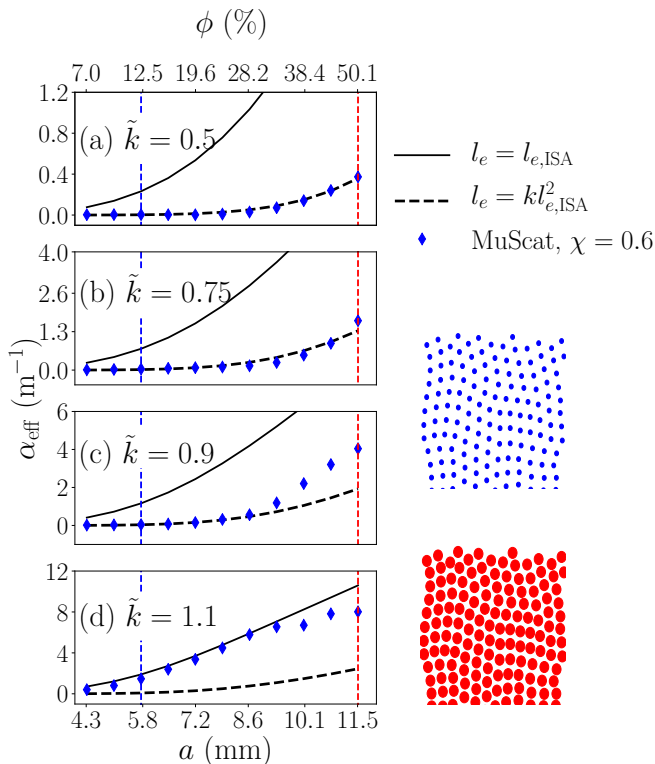 ϕ (%)
7.0 12.5 19.6 28.2 38.4 50.1
1.2
0.8
0.4
0.0
(a) k̃ = 0.5
4.0
2.6
1.3
0.0
(b) k̃ = 0.75
6
4
2
0
(c) k̃ = 0.9
12
8
4
0
(d) k̃ = 1.1
4.3 5.8 7.2 8.6 10.1 11.5
a (mm)
α_eff (m⁻¹)
l_e = l_e,ISA
l_e = kl²_e,ISA
MuScat, χ = 0.6